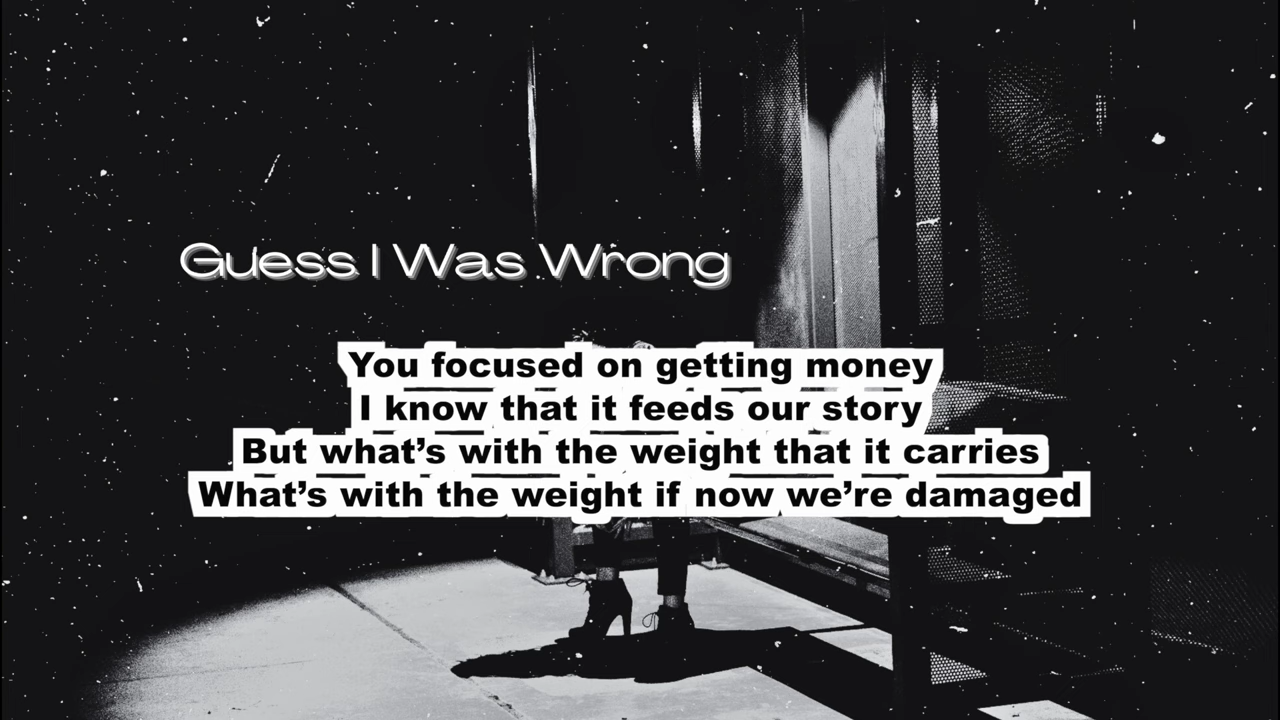 Guess I Was Wrong
You focused on getting money
I know that it feeds our story
But what’s with the weight that it carries
What’s with the weight if now we’re damaged